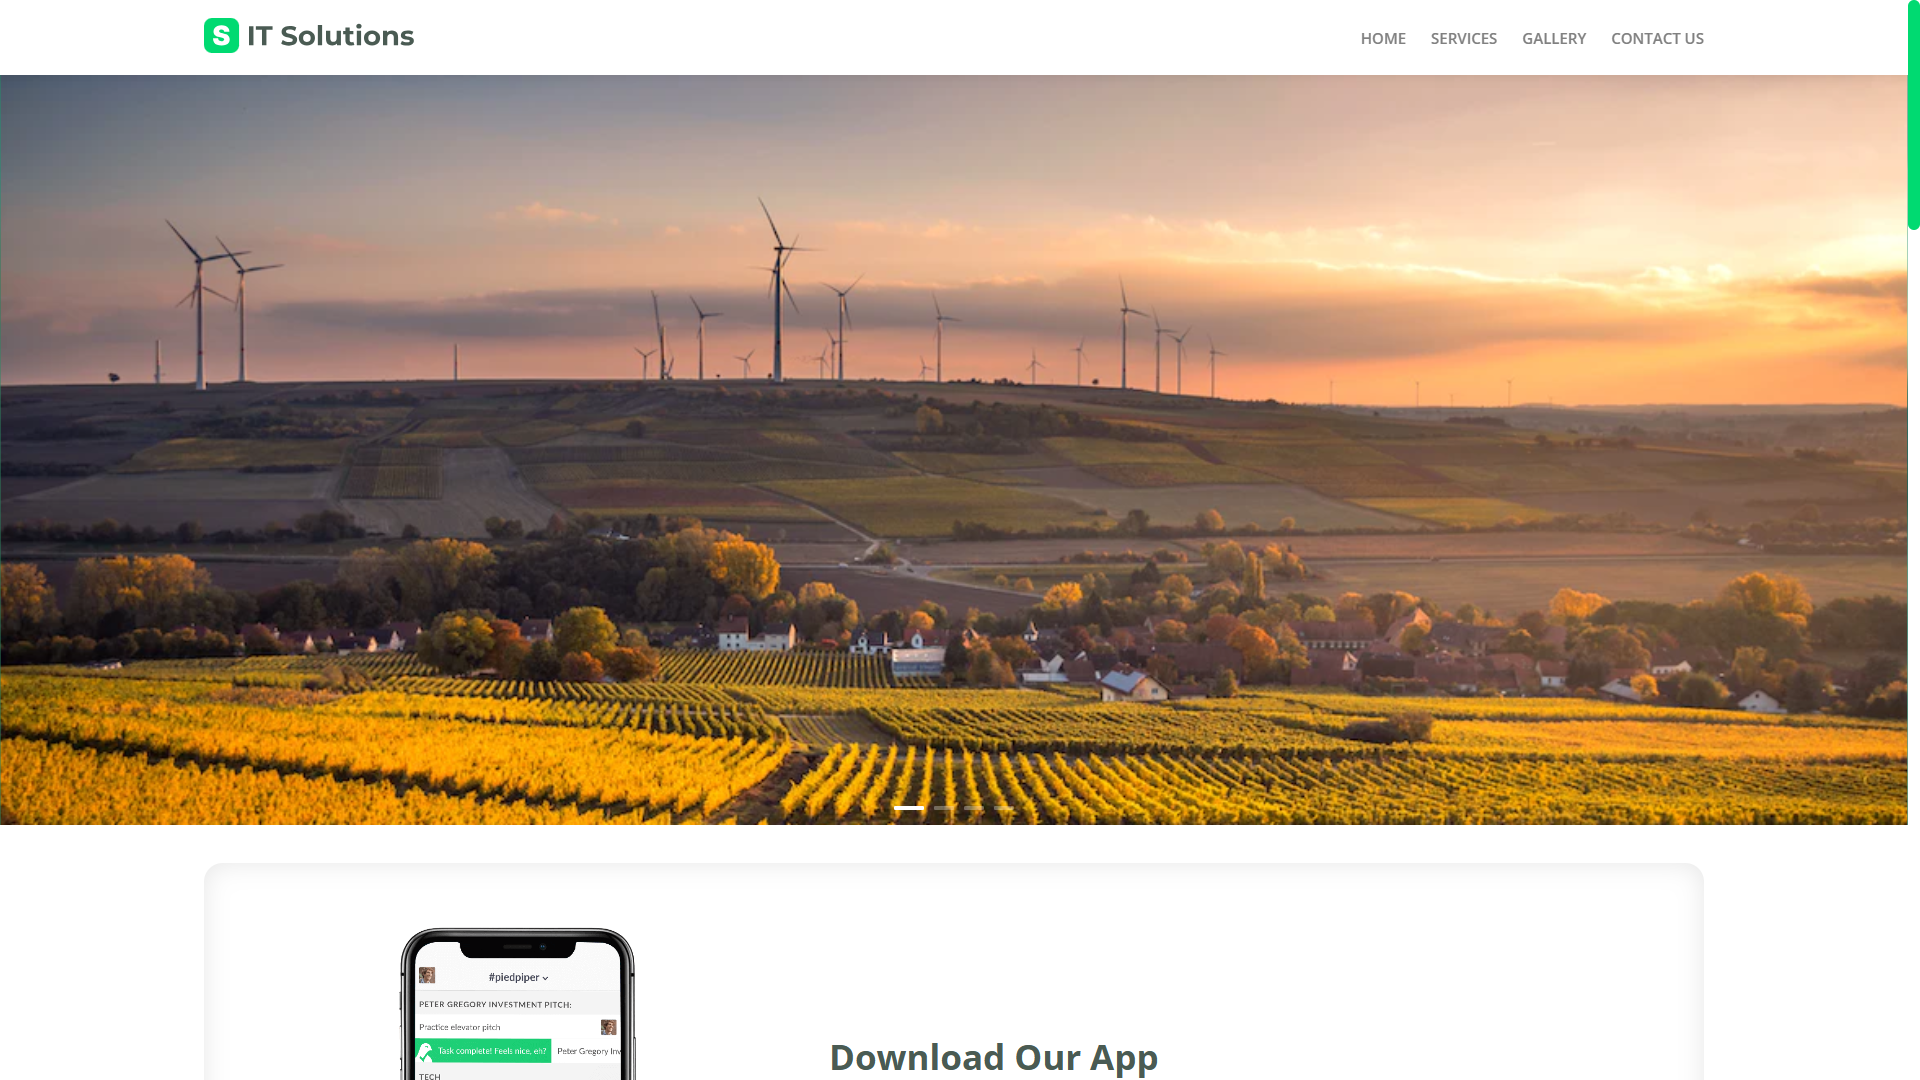 S IT Solutions
HOME SERVICES GALLERY CONTACT US
#piedpiper
PETER GREGORY INVESTMENT PITCH:
Practice elevator pitch
Task complete! Feels nice, eh? Peter Gregory Inv
TECH
Download Our App